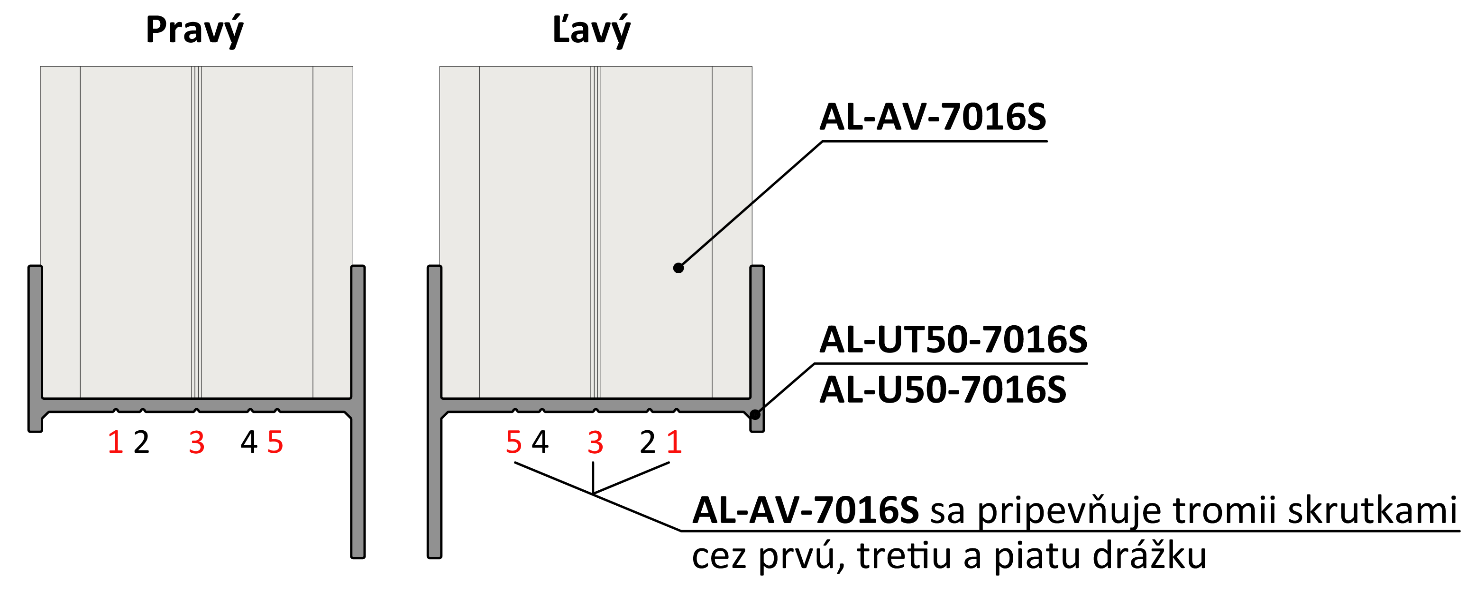 Pravý
Ľavý
AL-AV-7016S
AL-UT50-7016S
AL-U50-7016S
1 2 3 4 5
5 4 3 2 1
AL-AV-7016S sa pripevňuje tromii skrutkami
cez prvú, tretiu a piatu drážku